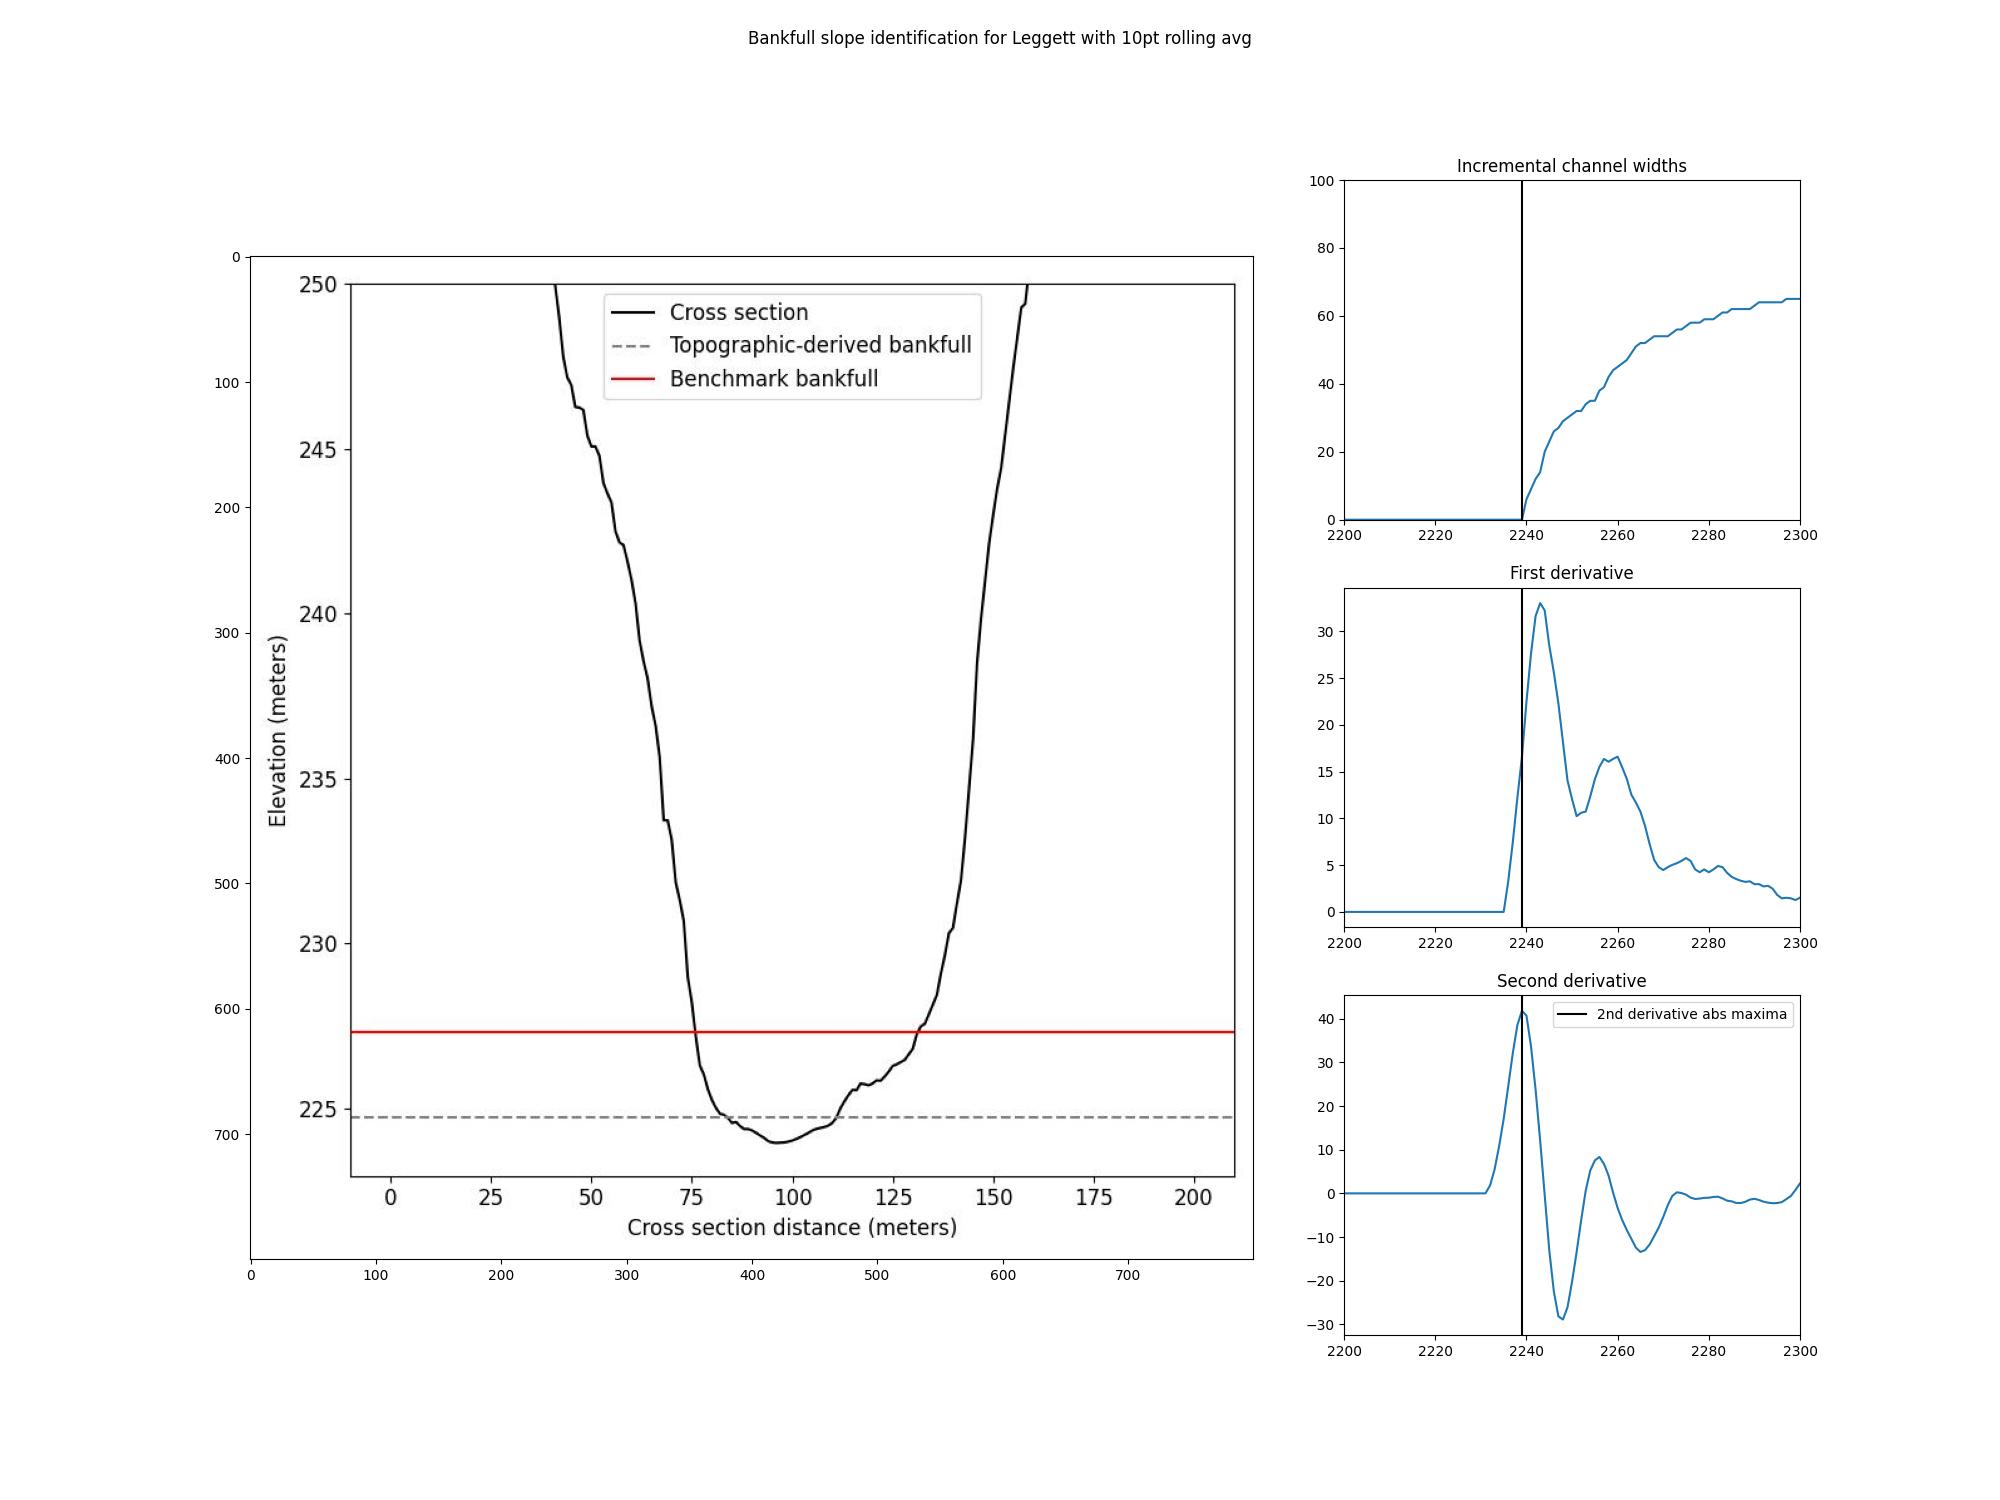 Bankfull slope identification for Leggett with 10pt rolling avg
0
100
200
300
400
500
600
700
250
245
240
235
230
225
Elevation (meters)
Cross section
Topographic-derived bankfull
Benchmark bankfull
0 25 50 75 100 125 150 175 200
Cross section distance (meters)
0 100 200 300 400 500 600 700
Incremental channel widths
100
80
60
40
20
0
2200 2220 2240 2260 2280 2300
First derivative
30
25
20
15
10
5
0
2200 2220 2240 2260 2280 2300
Second derivative
2nd derivative abs maxima
40
30
20
10
0
−10
−20
−30
2200 2220 2240 2260 2280 2300